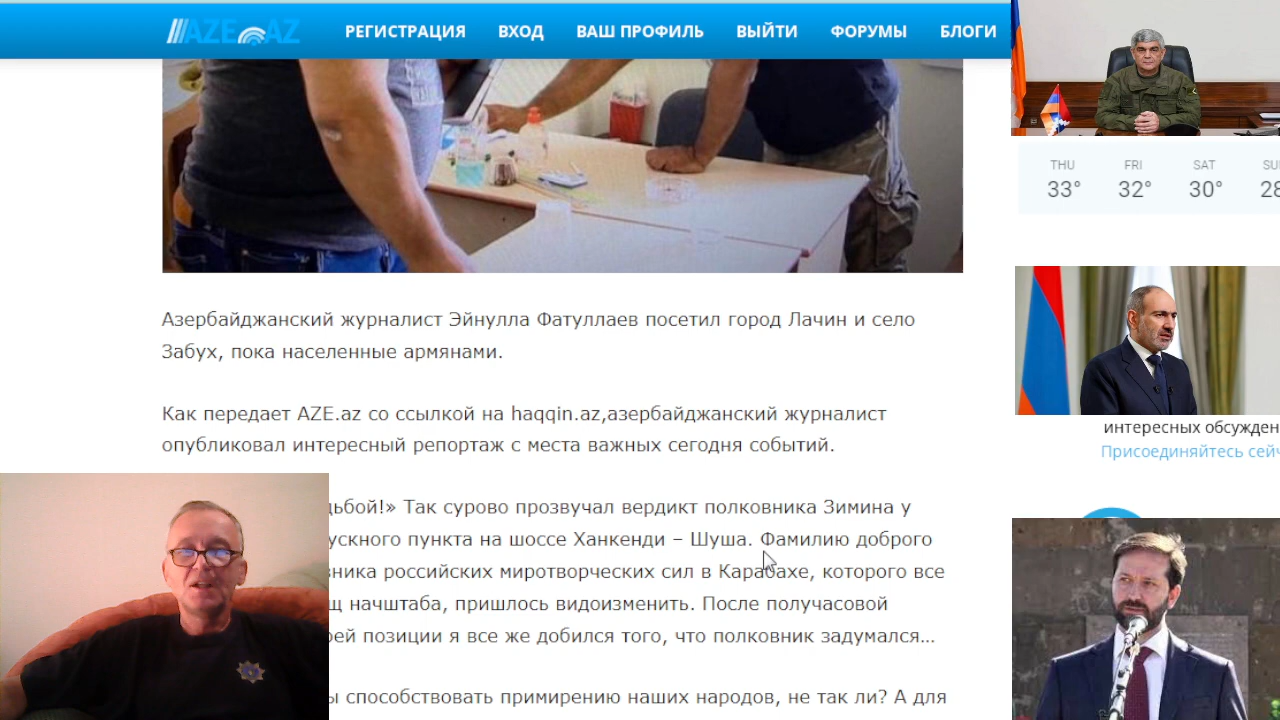 AZE.AZ
РЕГИСТРАЦИЯ ВХОД ВАШ ПРОФИЛЬ ВЫЙТИ ФОРУМЫ БЛОГИ
THU FRI SAT
33° 32° 30° 28
Азербайджанский журналист Эйнулла Фатуллаев посетил город Лачин и село
Забух, пока населенные армянами.
Как передает AZE.az со ссылкой на haqqin.az,азербайджанский журналист
опубликовал интересный репортаж с места важных сегодня событий.
дьбой!» Так сурово прозвучал вердикт полковника Зимина у
ускного пункта на шоссе Ханкенди – Шуша. Фамилию доброго
вника российских миротворческих сил в Карабахе, которого все
щ начштаба, пришлось видоизменить. После получасовой
рей позиции я все же добился того, что полковник задумался...
ы способствовать примирению наших народов, не так ли? А для
интересных обсужден
Присоединяйтесь сейч